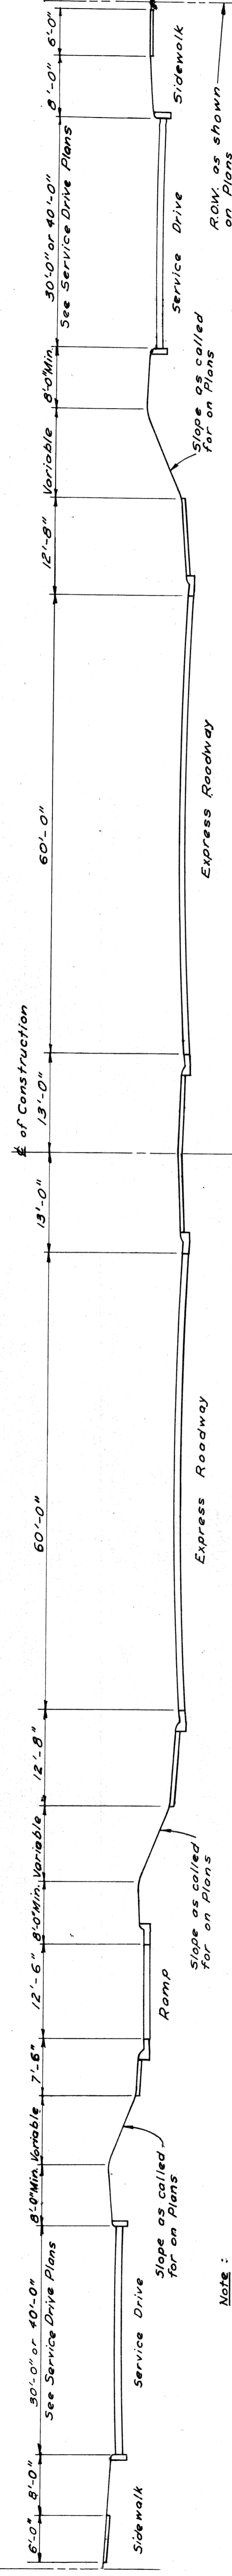 6'-0"
8'-0"
30'-0" or 40'-0"
See Service Drive Plans
8'-0"Min.
Variable
12'-6"
7'-6"
8'-0"Min.
Variable
12'-8"
60'-0"
13'-0"
℄ of Construction
13'-0"
60'-0"
12'-8"
Variable
8'-0"Min.
30'-0" or 40'-0"
See Service Drive Plans
8'-0"
6'-0"
Sidewalk
Service Drive
Slope as called
for on Plans
Ramp
Slope as called
for on Plans
Express Roadway
Express Roadway
Slope as called
for on Plans
Service Drive
Sidewalk
R.O.W. as shown
on Plans
Note :